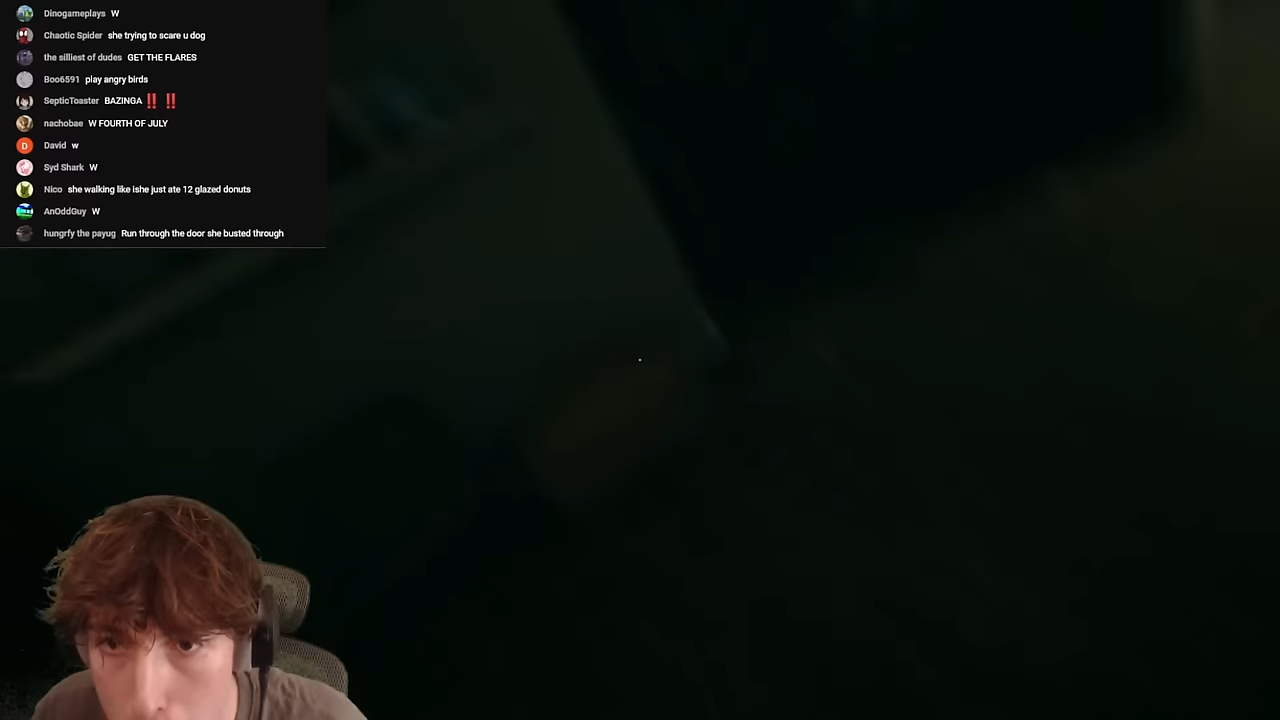 Dinogameplays W
Chaotic Spider she trying to scare u dog
the silliest of dudes GET THE FLARES
Boo6591 play angry birds
SepticToaster BAZINGA ‼️ ‼️
nachobae W FOURTH OF JULY
D David w
Syd Shark W
Nico she walking like ishe just ate 12 glazed donuts
AnOddGuy W
hungrfy the payug Run through the door she busted through